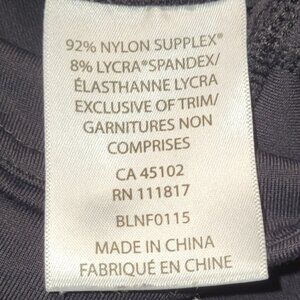 92% NYLON SUPPLEX®
8% LYCRA®SPANDEX/
ÉLASTHANNE LYCRA
EXCLUSIVE OF TRIM/
GARNITURES NON
COMPRISES
CA 45102
RN 111817
BLNF0115
MADE IN CHINA
FABRIQUÉ EN CHINE